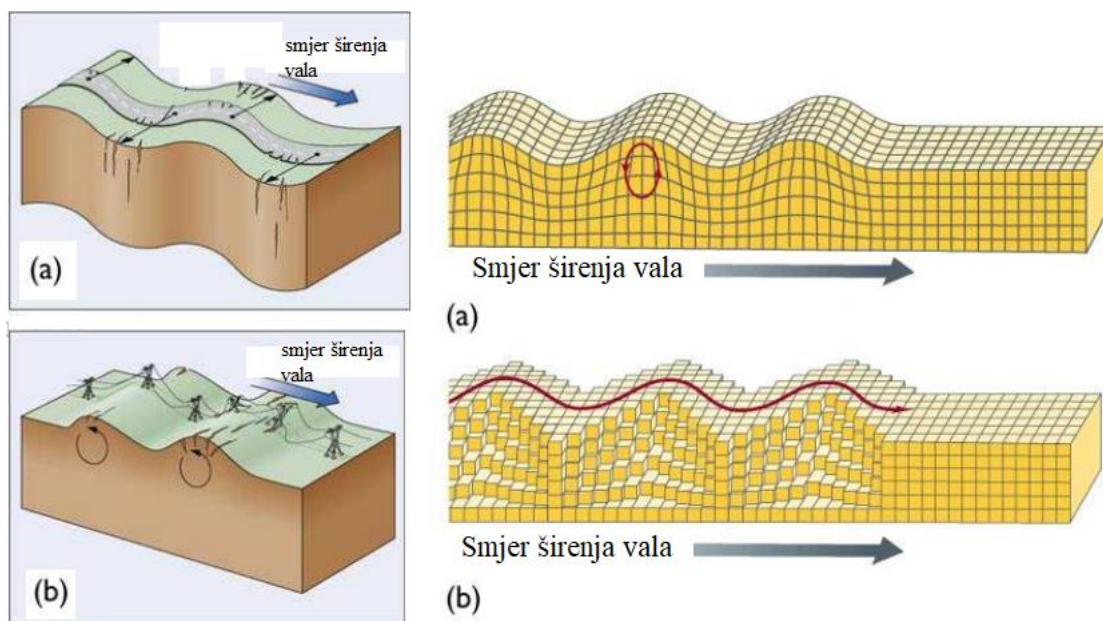 smjer širenja
vala
(a)
smjer širenja
vala
(b)
Smjer širenja vala
(a)
Smjer širenja vala
(b)